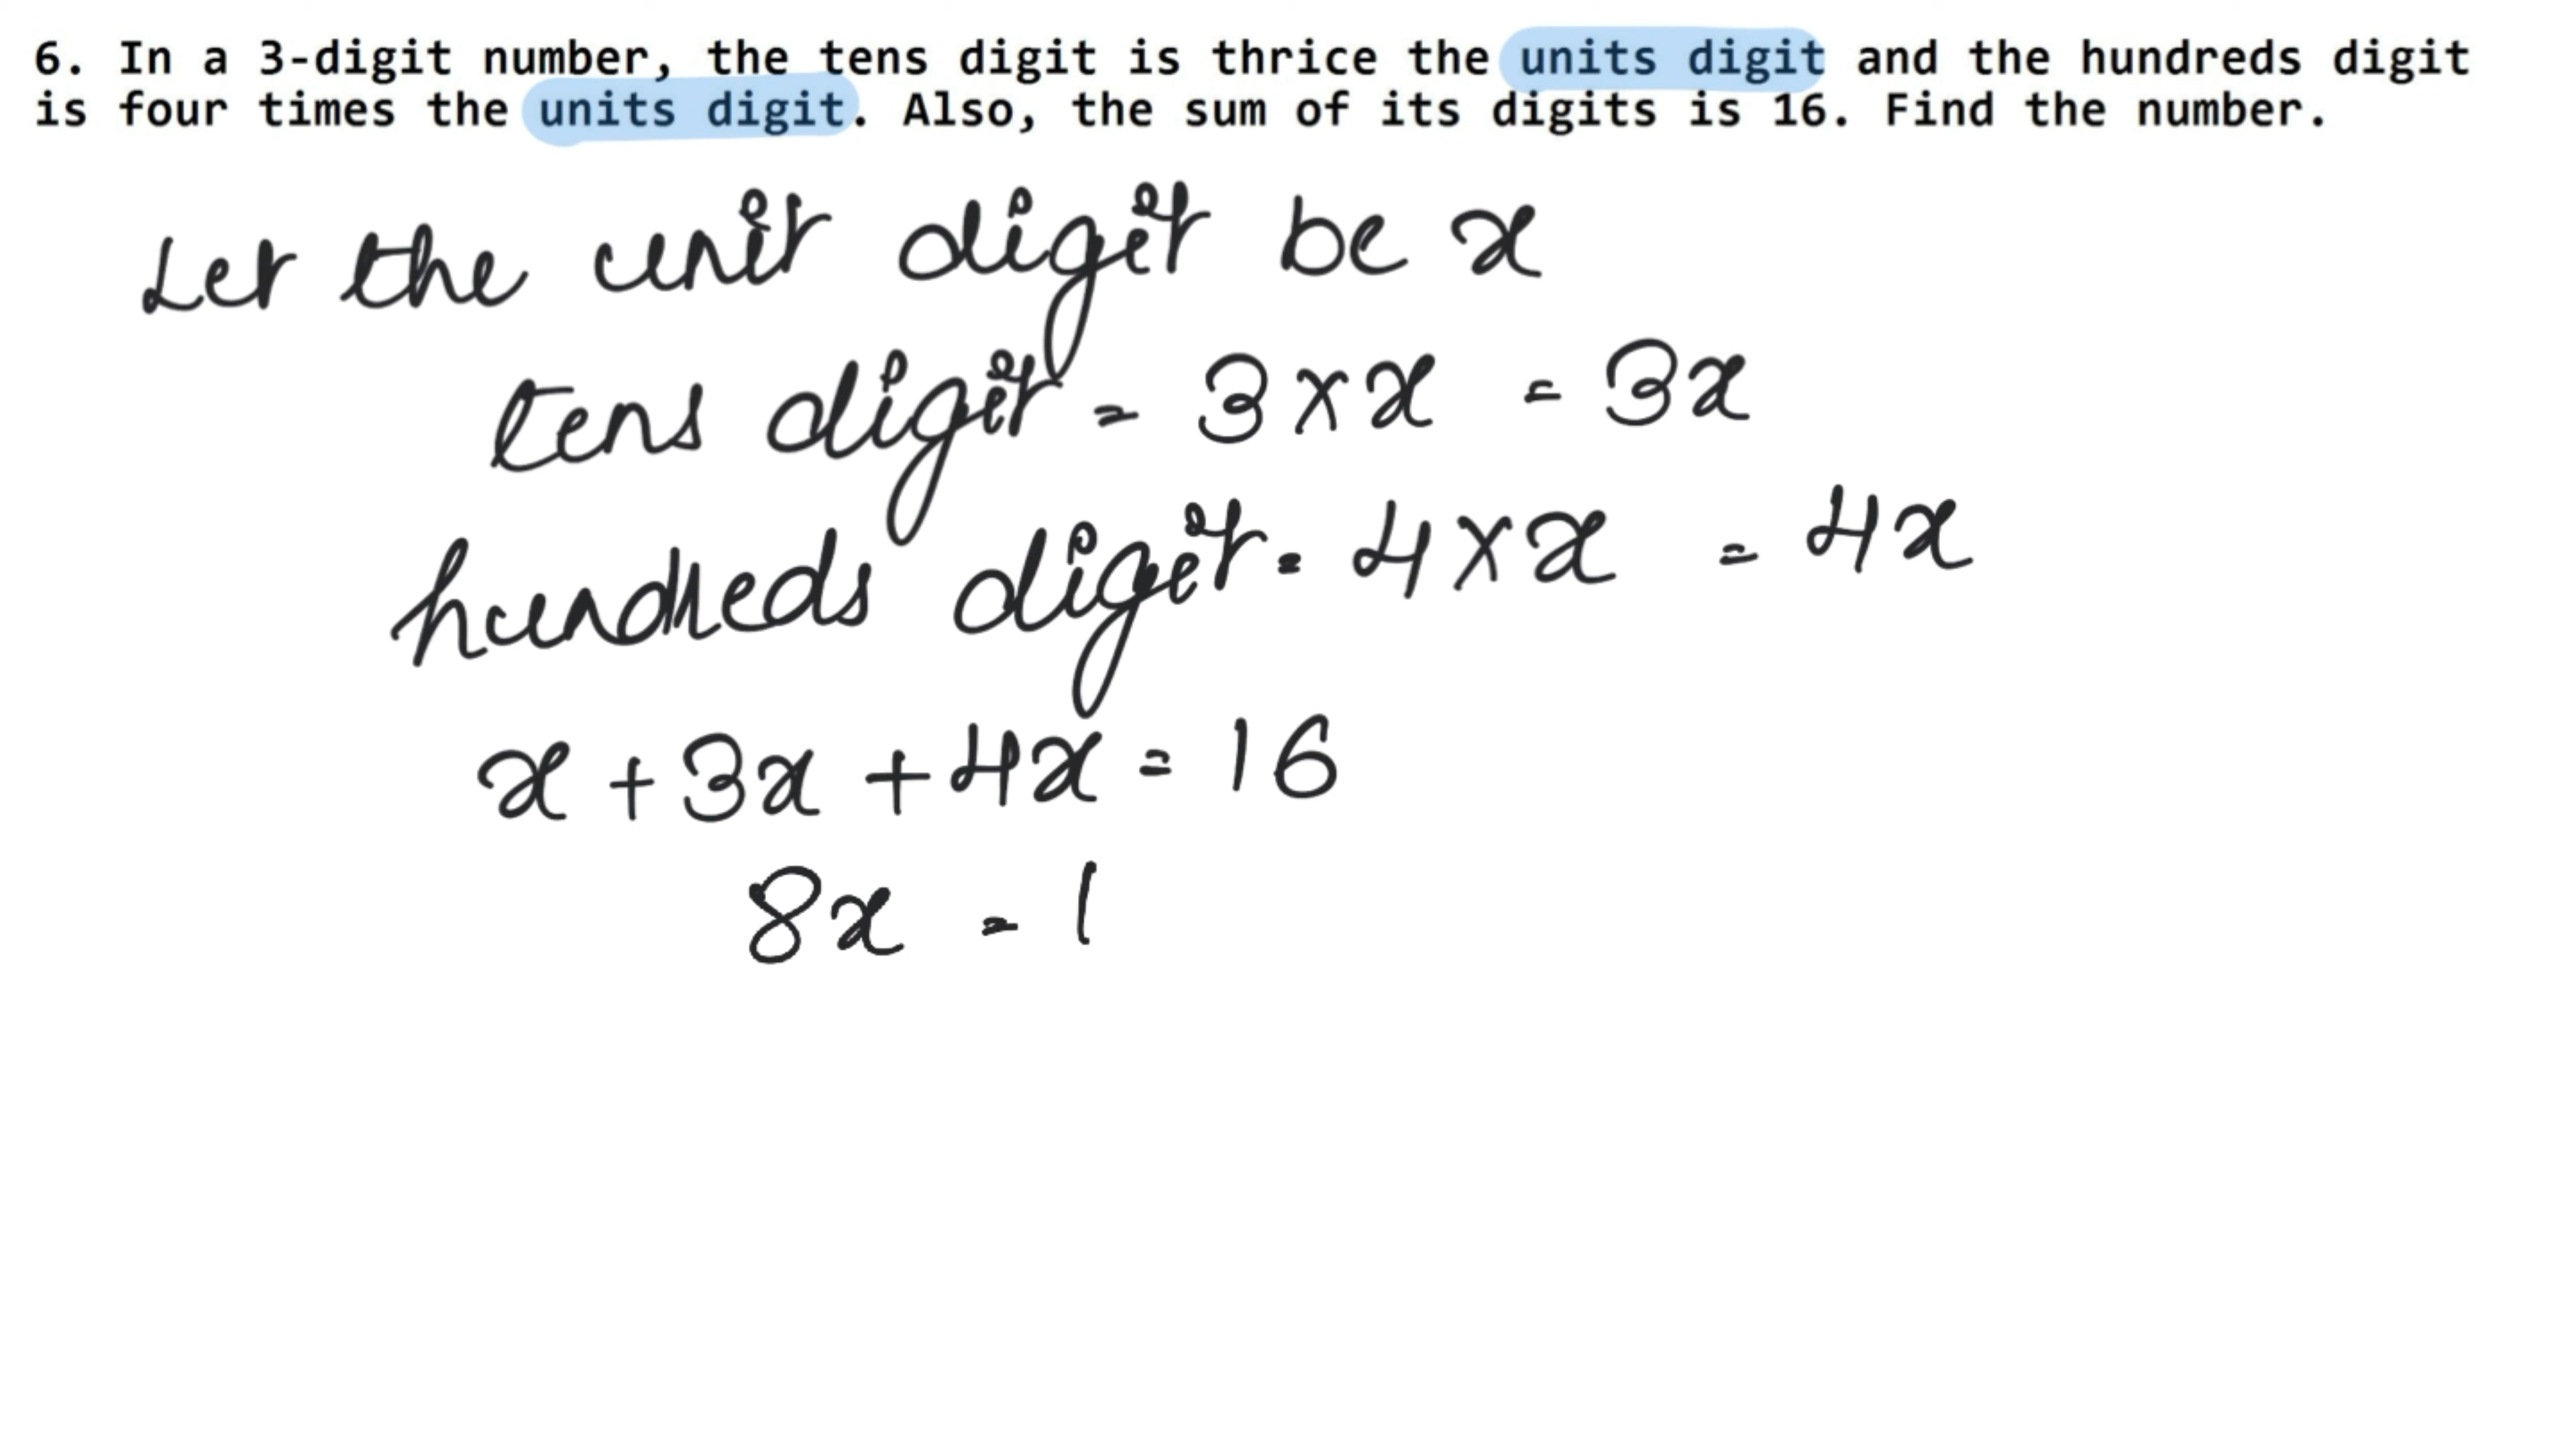 6. In a 3-digit number, the tens digit is thrice the units digit and the hundreds digit
is four times the units digit. Also, the sum of its digits is 16. Find the number.
Let the unit digit be x
tens digit = 3 × x = 3x
hundreds digit = 4 × x = 4x
x + 3x + 4x = 16
8x = 1